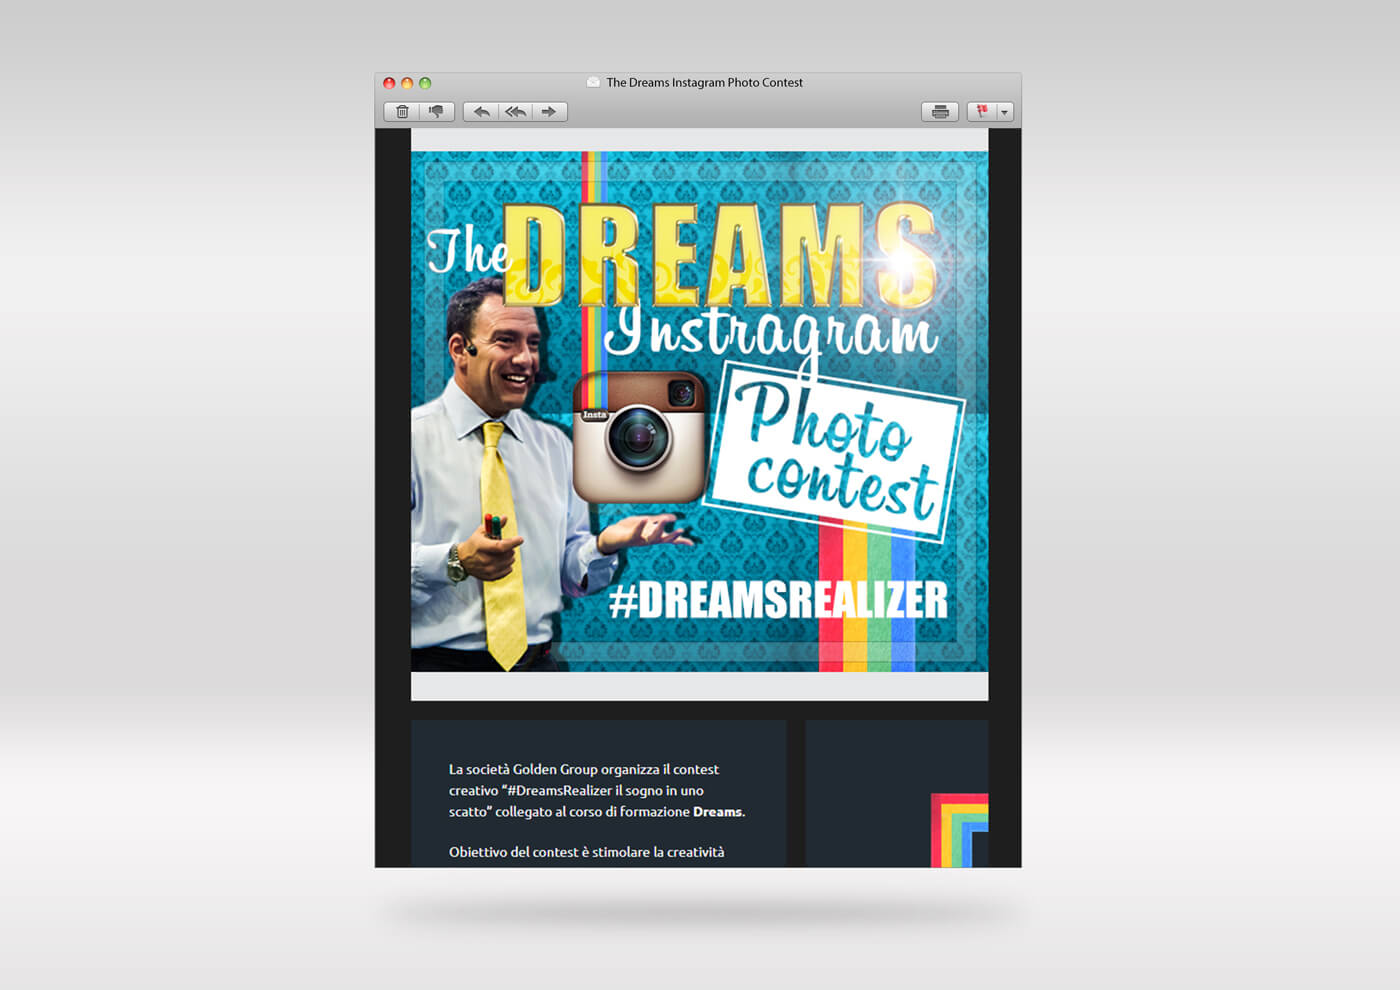 The Dreams Instagram Photo Contest
The DREAMS
Instragram
Insta
Photo
contest
#DREAMSREALIZER
La società Golden Group organizza il contest
creativo “#DreamsRealizer il sogno in uno
scatto” collegato al corso di formazione Dreams.
Obiettivo del contest è stimolare la creatività